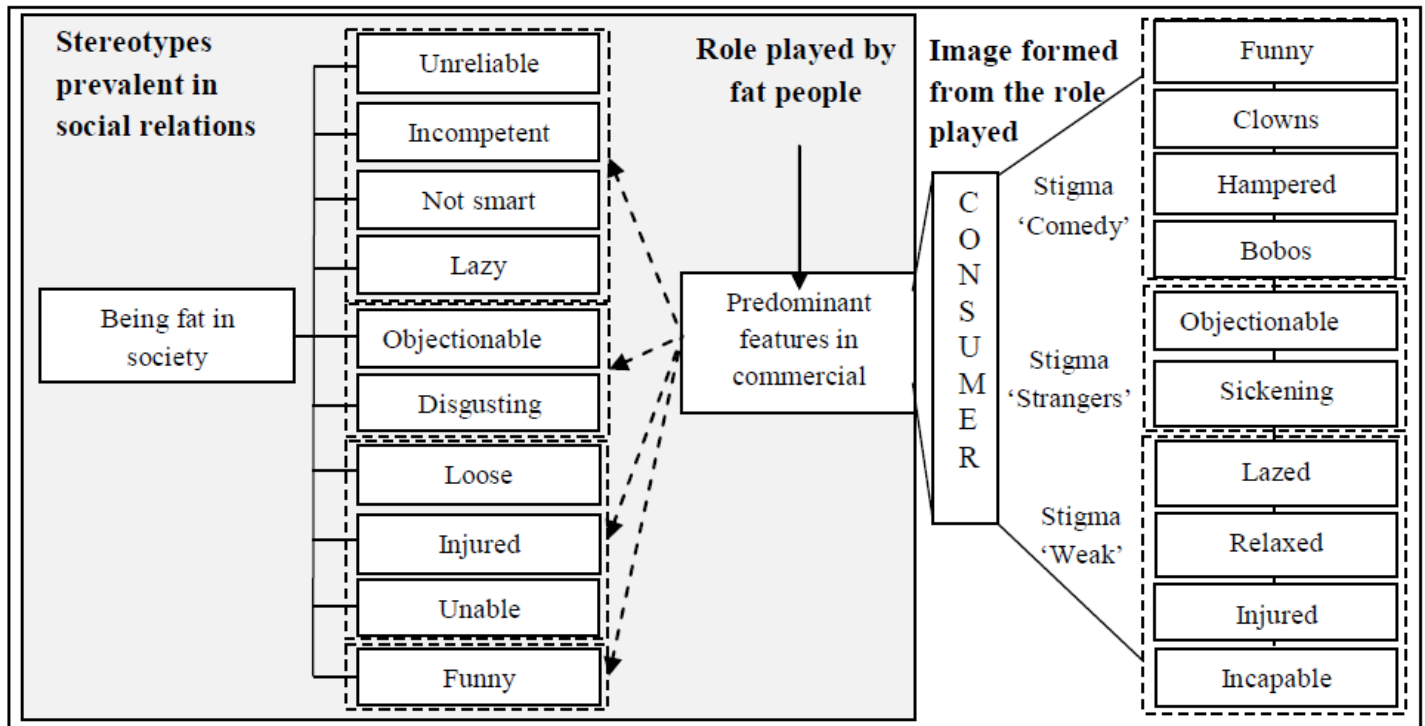 Stereotypes
prevalent in
social relations
Being fat in
society
Unreliable
Incompetent
Not smart
Lazy
Objectionable
Disgusting
Loose
Injured
Unable
Funny
Role played by
fat people
Predominant
features in
commercial
Image formed
from the role
played
CONSUMER
Stigma
‘Comedy’
Stigma
‘Strangers’
Stigma
‘Weak’
Funny
Clowns
Hampered
Bobos
Objectionable
Sickening
Lazed
Relaxed
Injured
Incapable